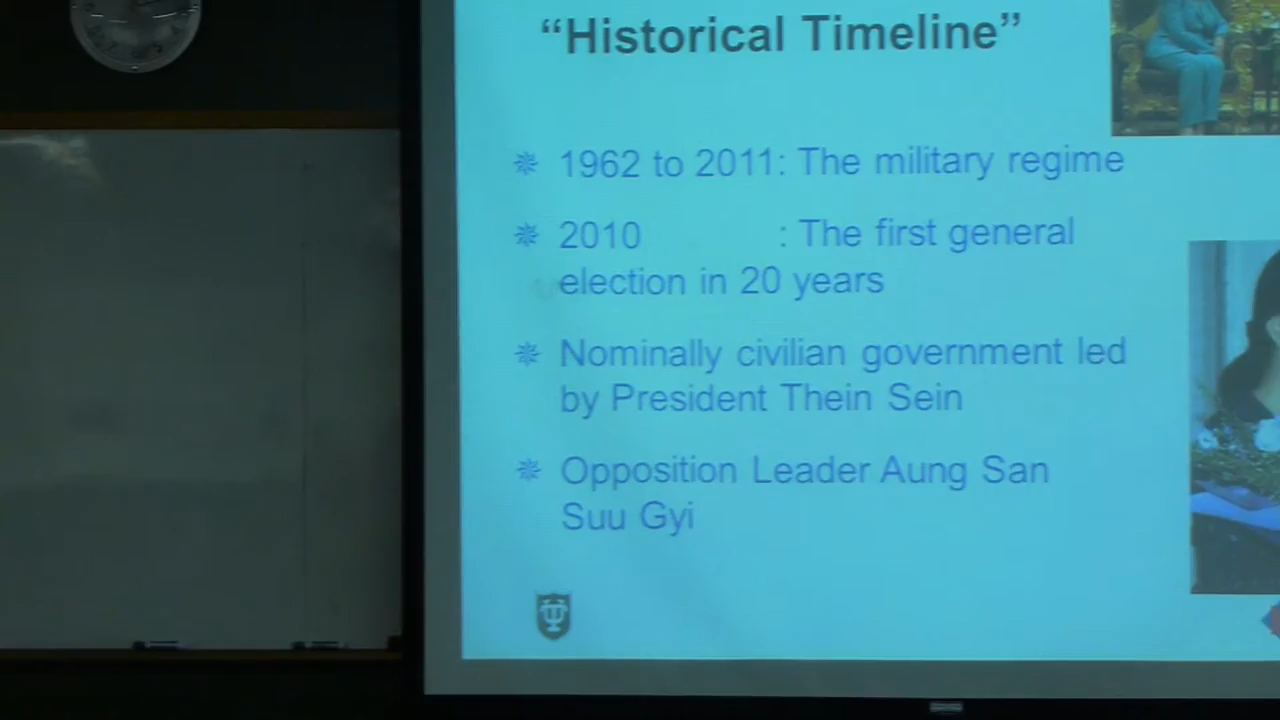 “Historical Timeline”
1962 to 2011: The military regime
2010 : The first general
election in 20 years
Nominally civilian government led
by President Thein Sein
Opposition Leader Aung San
Suu Gyi